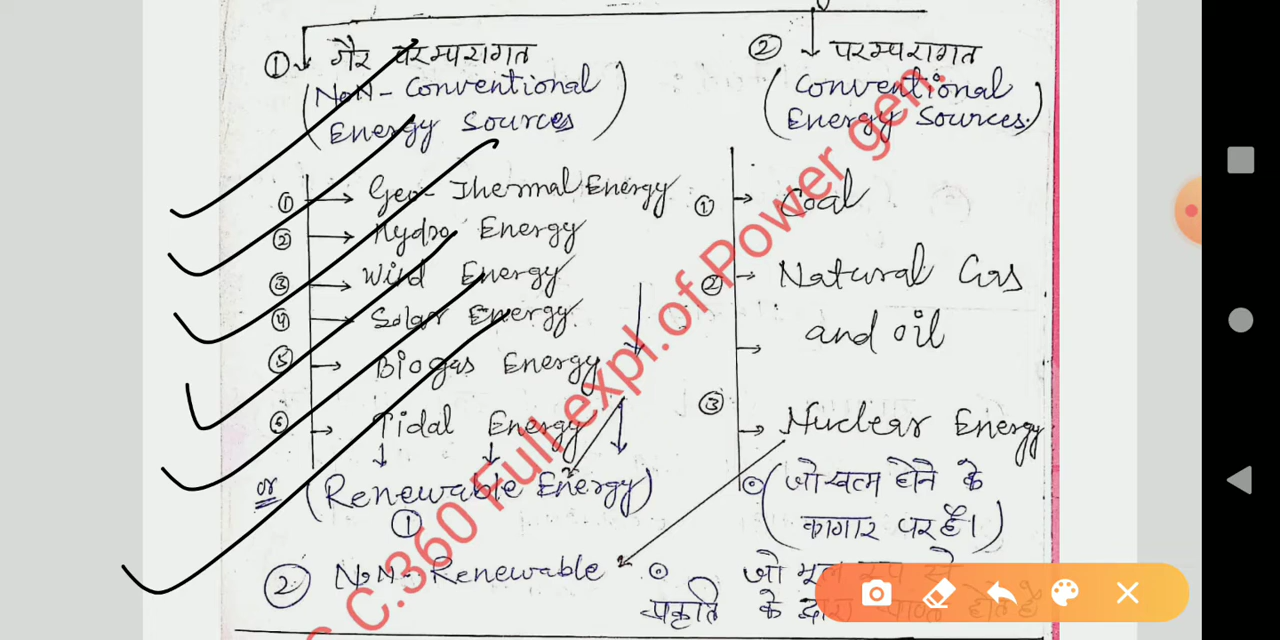 ① गैर परम्परागत
(NoN-Conventional
Energy Sources)
① → Geo-Thermal Energy
② → Hydro Energy
③ → Wind Energy
④ → Solar Energy
⑤ → Biogas Energy
⑥ → Tidal Energy
or (Renewable Energy)
①
② NoN-Renewable
② परम्परागत
(Conventional
Energy Sources.)
① → Coal
② → Natural Gas
→ and oil
③ → Nuclear Energy
(जो खत्म होने के
कागार पर है।)
जो मूल रूप से
प्रकृति के द्वारा
C.360 Full expl. of Power gen.